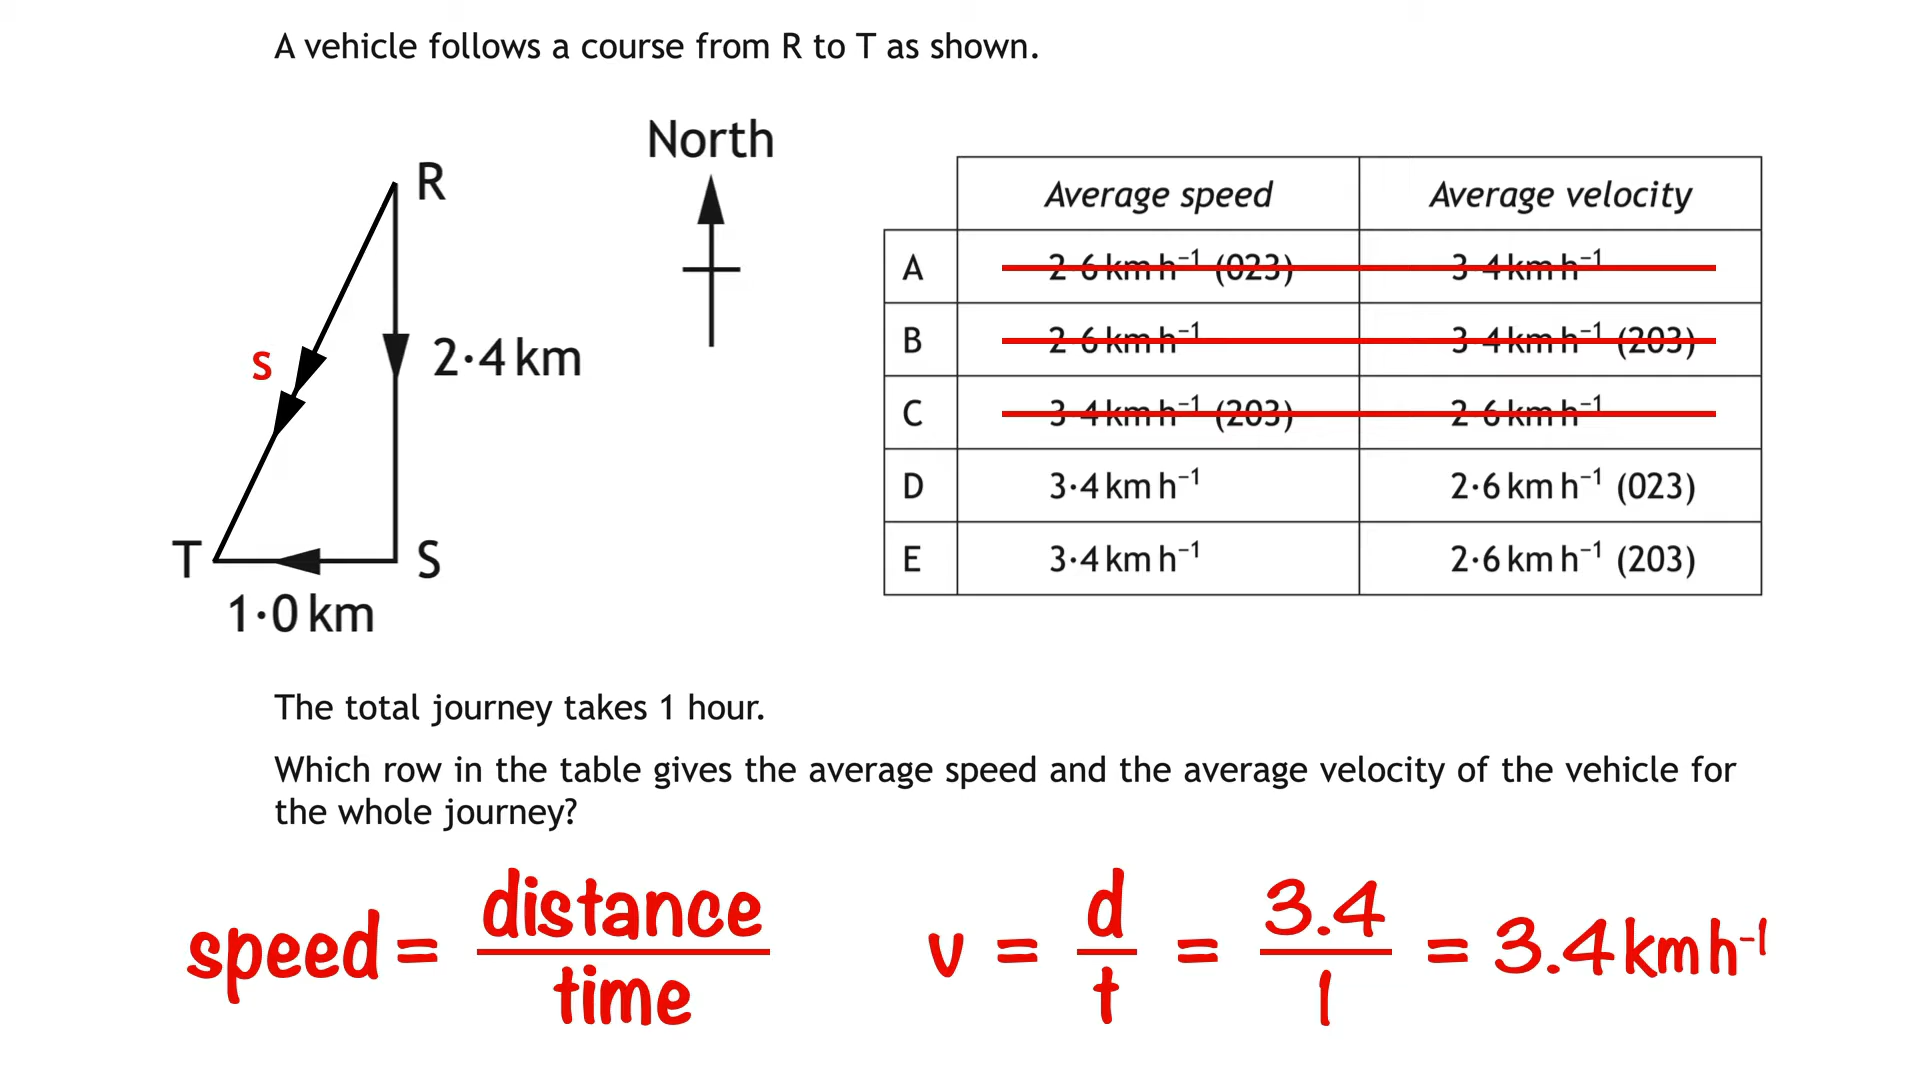 A vehicle follows a course from R to T as shown.
North
R
s
2·4 km
T
S
1·0 km
Average speed Average velocity
A 2·6 km h⁻¹ (023) 3·4 km h⁻¹
B 2·6 km h⁻¹ 3·4 km h⁻¹ (203)
C 3·4 km h⁻¹ (203) 2·6 km h⁻¹
D 3·4 km h⁻¹ 2·6 km h⁻¹ (023)
E 3·4 km h⁻¹ 2·6 km h⁻¹ (203)
The total journey takes 1 hour.
Which row in the table gives the average speed and the average velocity of the vehicle for
the whole journey?
speed = distance / time
v = d / t = 3.4 / 1 = 3.4 km h⁻¹